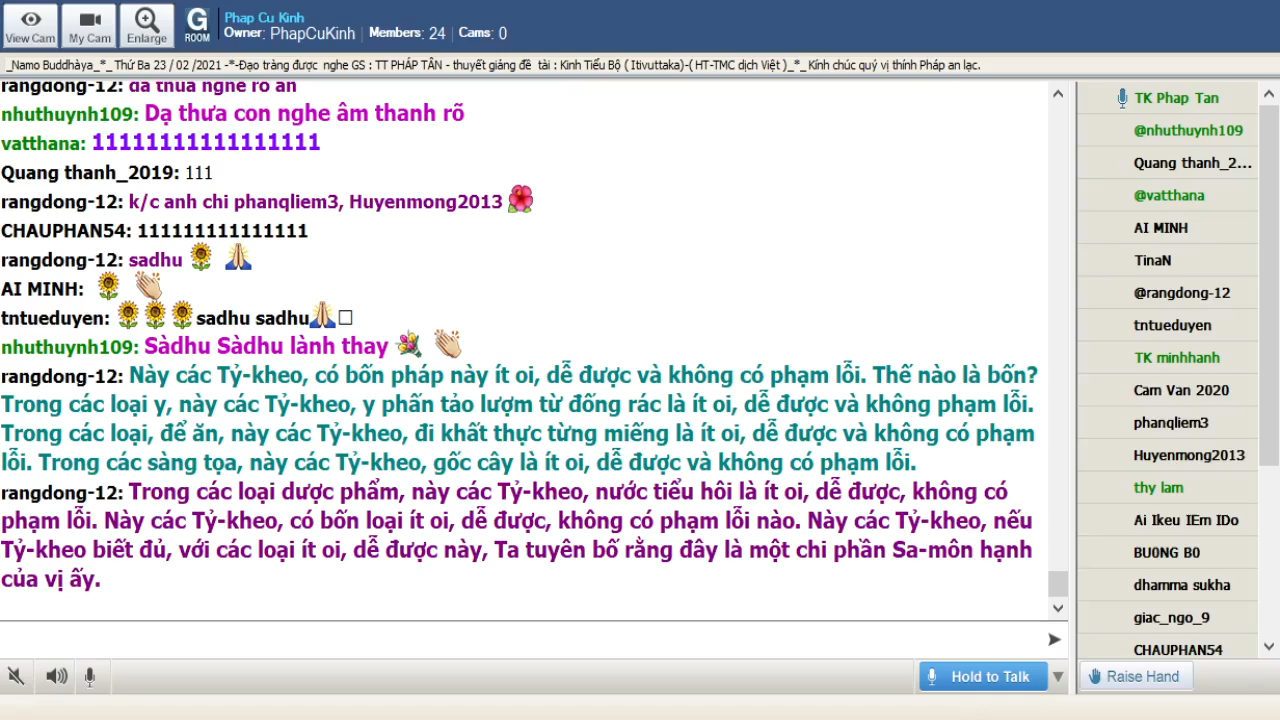 View Cam
My Cam
Enlarge
G
ROOM
Phap Cu Kinh
Owner: PhapCuKinh Members: 24 Cams: 0
_Namo Buddhàya_*_ Thứ Ba 23 / 02 /2021 -*-Đạo tràng được nghe GS : TT PHÁP TÂN - thuyết giảng đề tài : Kinh Tiểu Bộ ( Itivuttaka)-( HT-TMC dịch Việt )_*_ Kính chúc quý vị thính Pháp an lạc.
rangdong-12: da thua nghe ro an
nhuthuynh109: Dạ thưa con nghe âm thanh rõ
vatthana: 11111111111111111
Quang thanh_2019: 111
rangdong-12: k/c anh chi phanqliem3, Huyenmong2013
CHAUPHAN54: 111111111111111
rangdong-12: sadhu
AI MINH:
tntueduyen: sadhu sadhu
nhuthuynh109: Sàdhu Sàdhu lành thay
rangdong-12: Này các Tỷ-kheo, có bốn pháp này ít oi, dễ được và không có phạm lỗi. Thế nào là bốn?
Trong các loại y, này các Tỷ-kheo, y phấn tảo lượm từ đống rác là ít oi, dễ được và không phạm lỗi.
Trong các loại, để ăn, này các Tỷ-kheo, đi khất thực từng miếng là ít oi, dễ được và không có phạm
lỗi. Trong các sàng tọa, này các Tỷ-kheo, gốc cây là ít oi, dễ được và không có phạm lỗi.
rangdong-12: Trong các loại dược phẩm, này các Tỷ-kheo, nước tiểu hôi là ít oi, dễ được, không có
phạm lỗi. Này các Tỷ-kheo, có bốn loại ít oi, dễ được, không có phạm lỗi nào. Này các Tỷ-kheo, nếu
Tỷ-kheo biết đủ, với các loại ít oi, dễ được này, Ta tuyên bố rằng đây là một chi phần Sa-môn hạnh
của vị ấy.
TK Phap Tan
@nhuthuynh109
Quang thanh_2...
@vatthana
AI MINH
TinaN
@rangdong-12
tntueduyen
TK minhhanh
Cam Van 2020
phanqliem3
Huyenmong2013
thy lam
Ai Ikeu IEm IDo
BU0NG B0
dhamma sukha
giac_ngo_9
CHAUPHAN54
Hold to Talk
Raise Hand